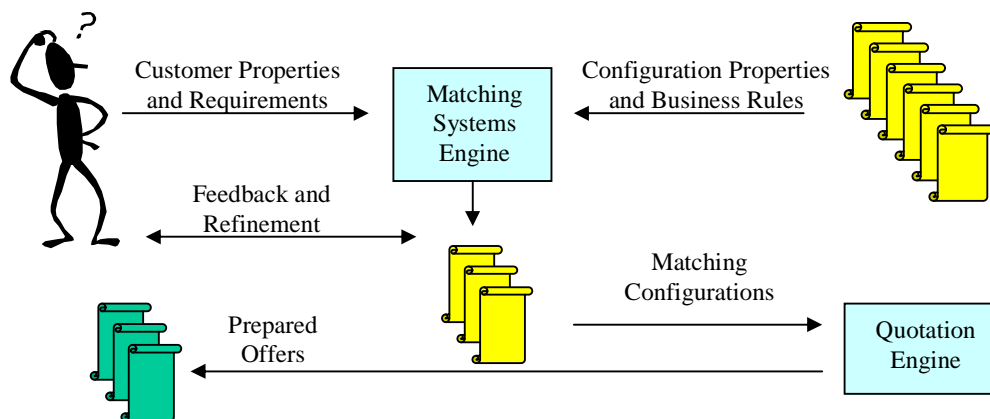 ?
Customer Properties
and Requirements
Matching
Systems
Engine
Configuration Properties
and Business Rules
Feedback and
Refinement
Matching
Configurations
Prepared
Offers
Quotation
Engine